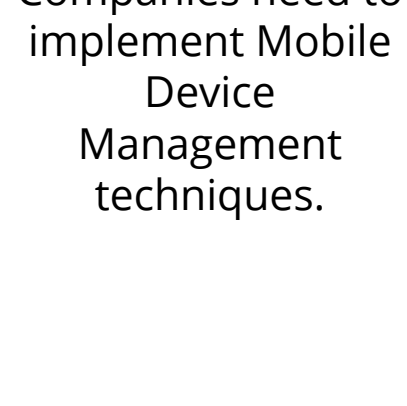 Companies need to
implement Mobile
Device
Management
techniques.